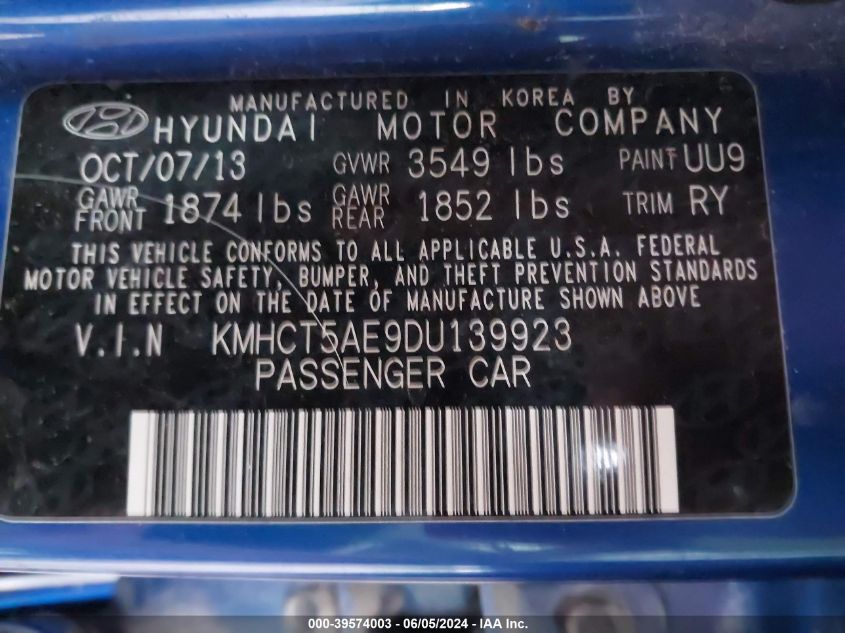 MANUFACTURED IN KOREA BY
HYUNDAI MOTOR COMPANY
OCT/07/13 GVWR 3549 lbs PAINT UU9
GAWR FRONT 1874 lbs GAWR REAR 1852 lbs TRIM RY
THIS VEHICLE CONFORMS TO ALL APPLICABLE U.S.A. FEDERAL
MOTOR VEHICLE SAFETY, BUMPER, AND THEFT PREVENTION STANDARDS
IN EFFECT ON THE DATE OF MANUFACTURE SHOWN ABOVE
V.I.N KMHCT5AE9DU139923
PASSENGER CAR
000-39574003 - 06/05/2024 - IAA Inc.